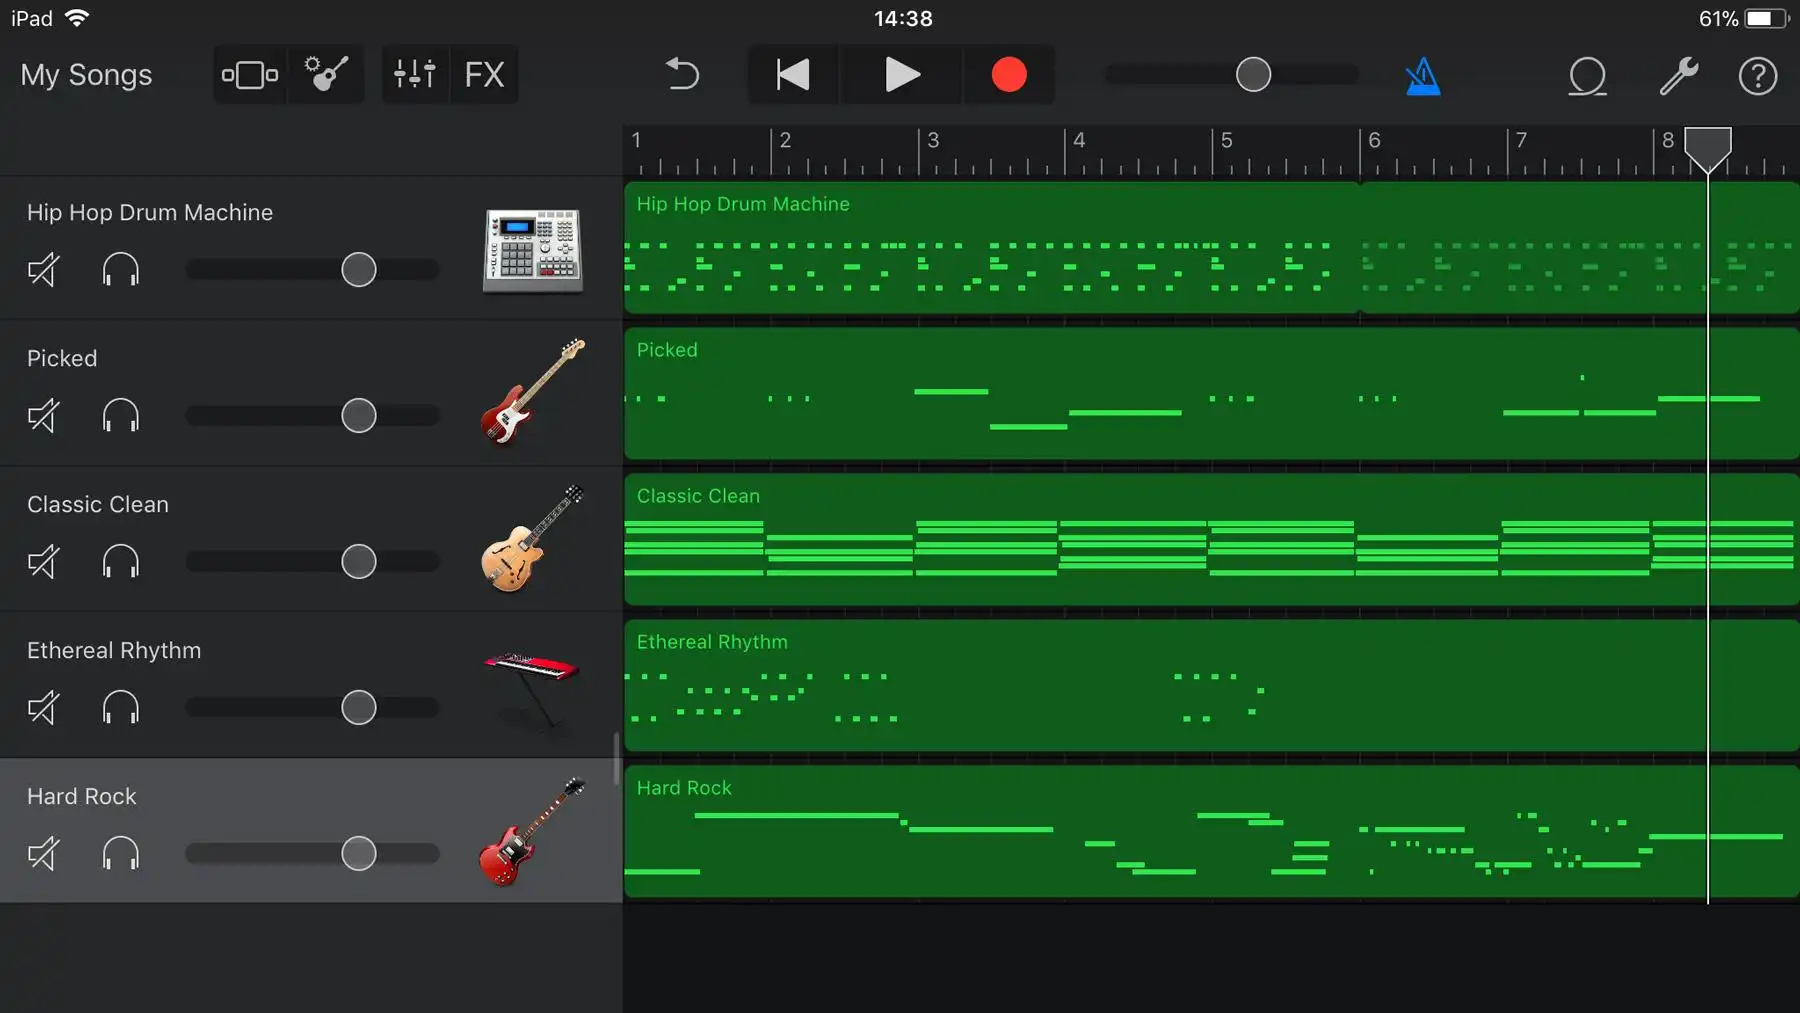 iPad 14:38 61%
My Songs FX
1 2 3 4 5 6 7 8
Hip Hop Drum Machine
Hip Hop Drum Machine
Picked
Picked
Classic Clean
Classic Clean
Ethereal Rhythm
Ethereal Rhythm
Hard Rock
Hard Rock